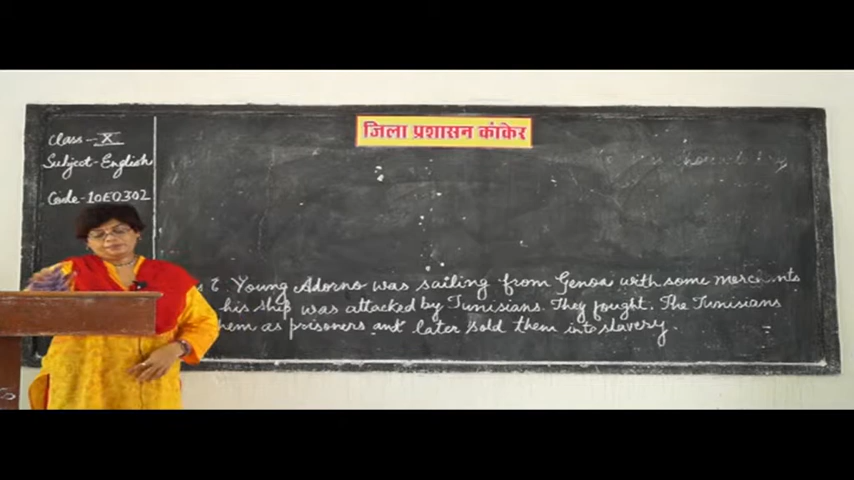 जिला प्रशासन कांकेर
Class - X
Subject - English
Code - 10E0302
Young Adorno was sailing from Genoa with some merchants
his ship was attacked by Tunisians. They fought. The Tunisians
as prisoners and later sold them into slavery.